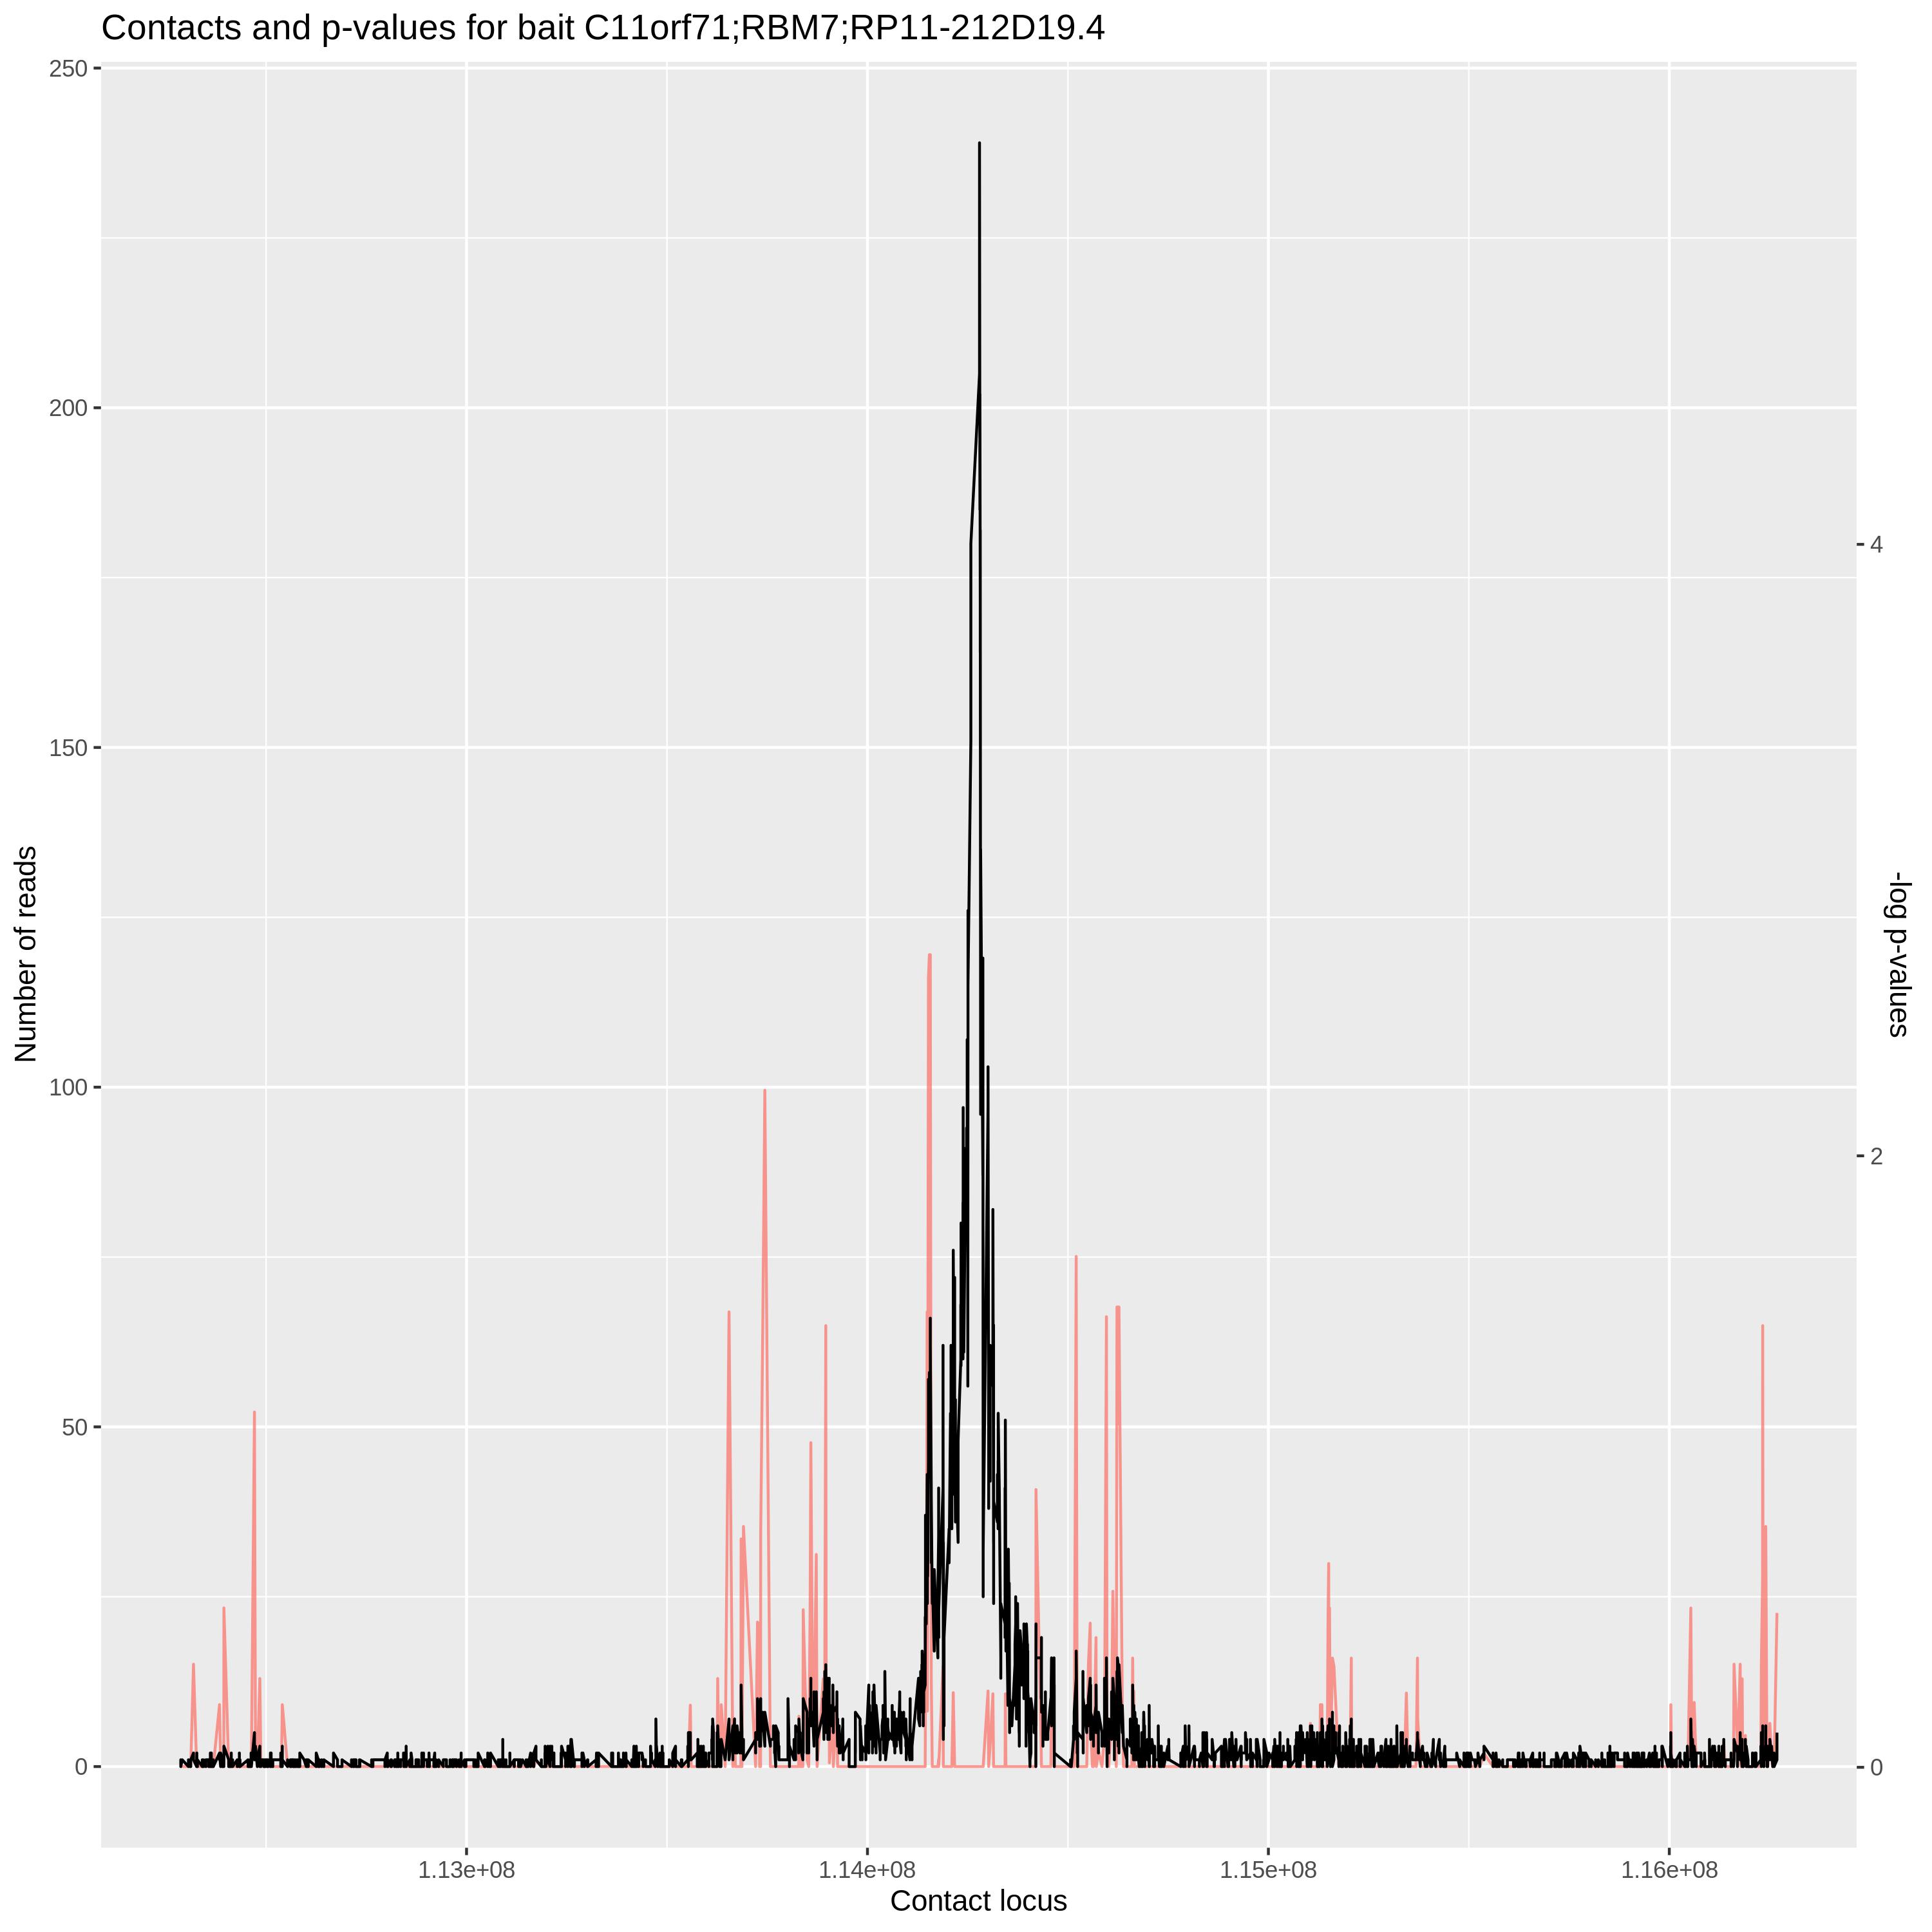 Contacts and p-values for bait C11orf71;RBM7;RP11-212D19.4
250
200
150
100
50
0
Number of reads
4
2
0
-log p-values
1.13e+08
1.14e+08
1.15e+08
1.16e+08
Contact locus